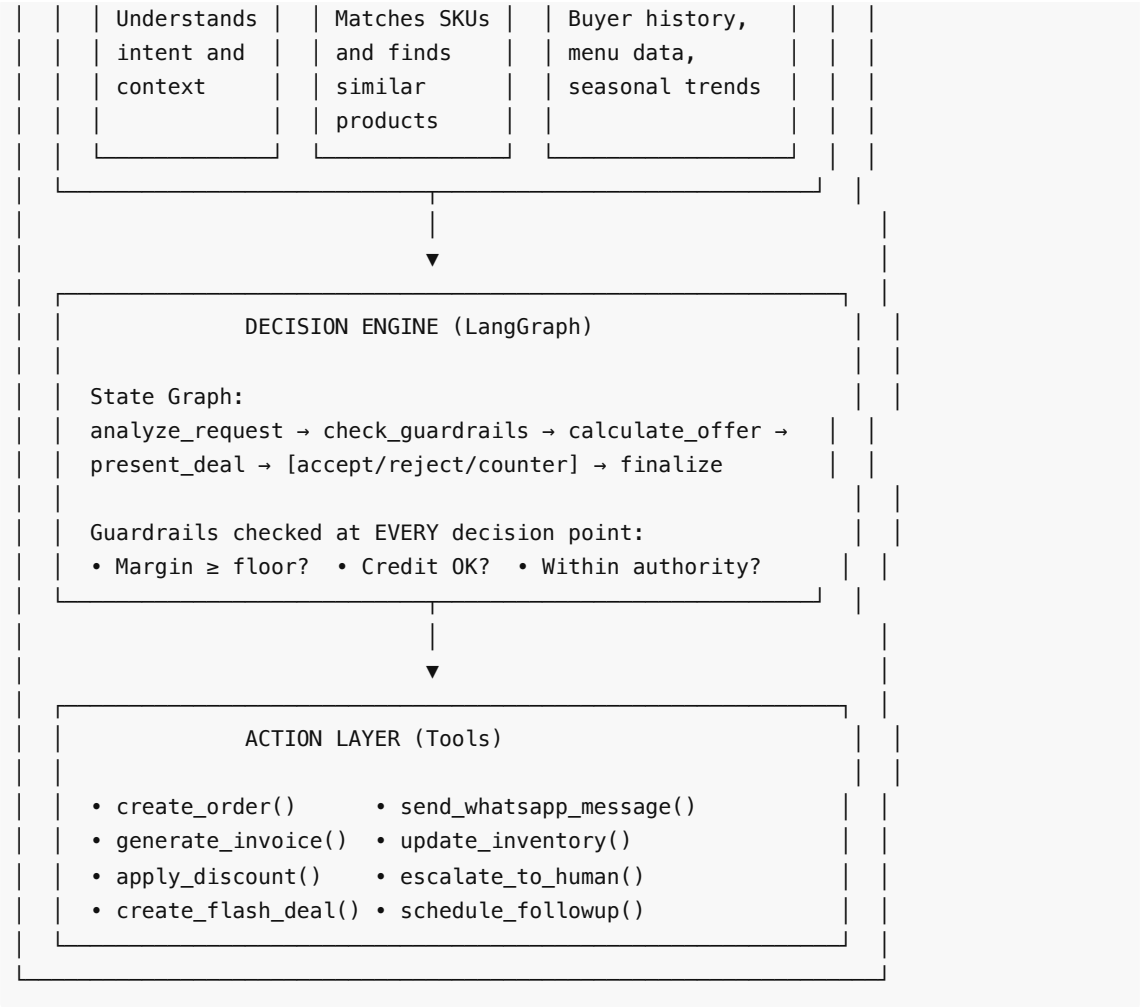 Understands Matches SKUs Buyer history,
intent and and finds menu data,
context similar seasonal trends
products
▼
DECISION ENGINE (LangGraph)
State Graph:
analyze_request → check_guardrails → calculate_offer →
present_deal → [accept/reject/counter] → finalize
Guardrails checked at EVERY decision point:
• Margin ≥ floor? • Credit OK? • Within authority?
▼
ACTION LAYER (Tools)
• create_order() • send_whatsapp_message()
• generate_invoice() • update_inventory()
• apply_discount() • escalate_to_human()
• create_flash_deal() • schedule_followup()